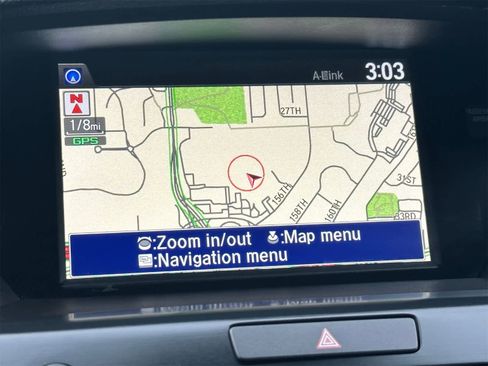 A-Link 3:03
N
1/8mi
GPS
27TH
156TH
158TH
160TH
31ST
33RD
:Zoom in/out :Map menu
:Navigation menu